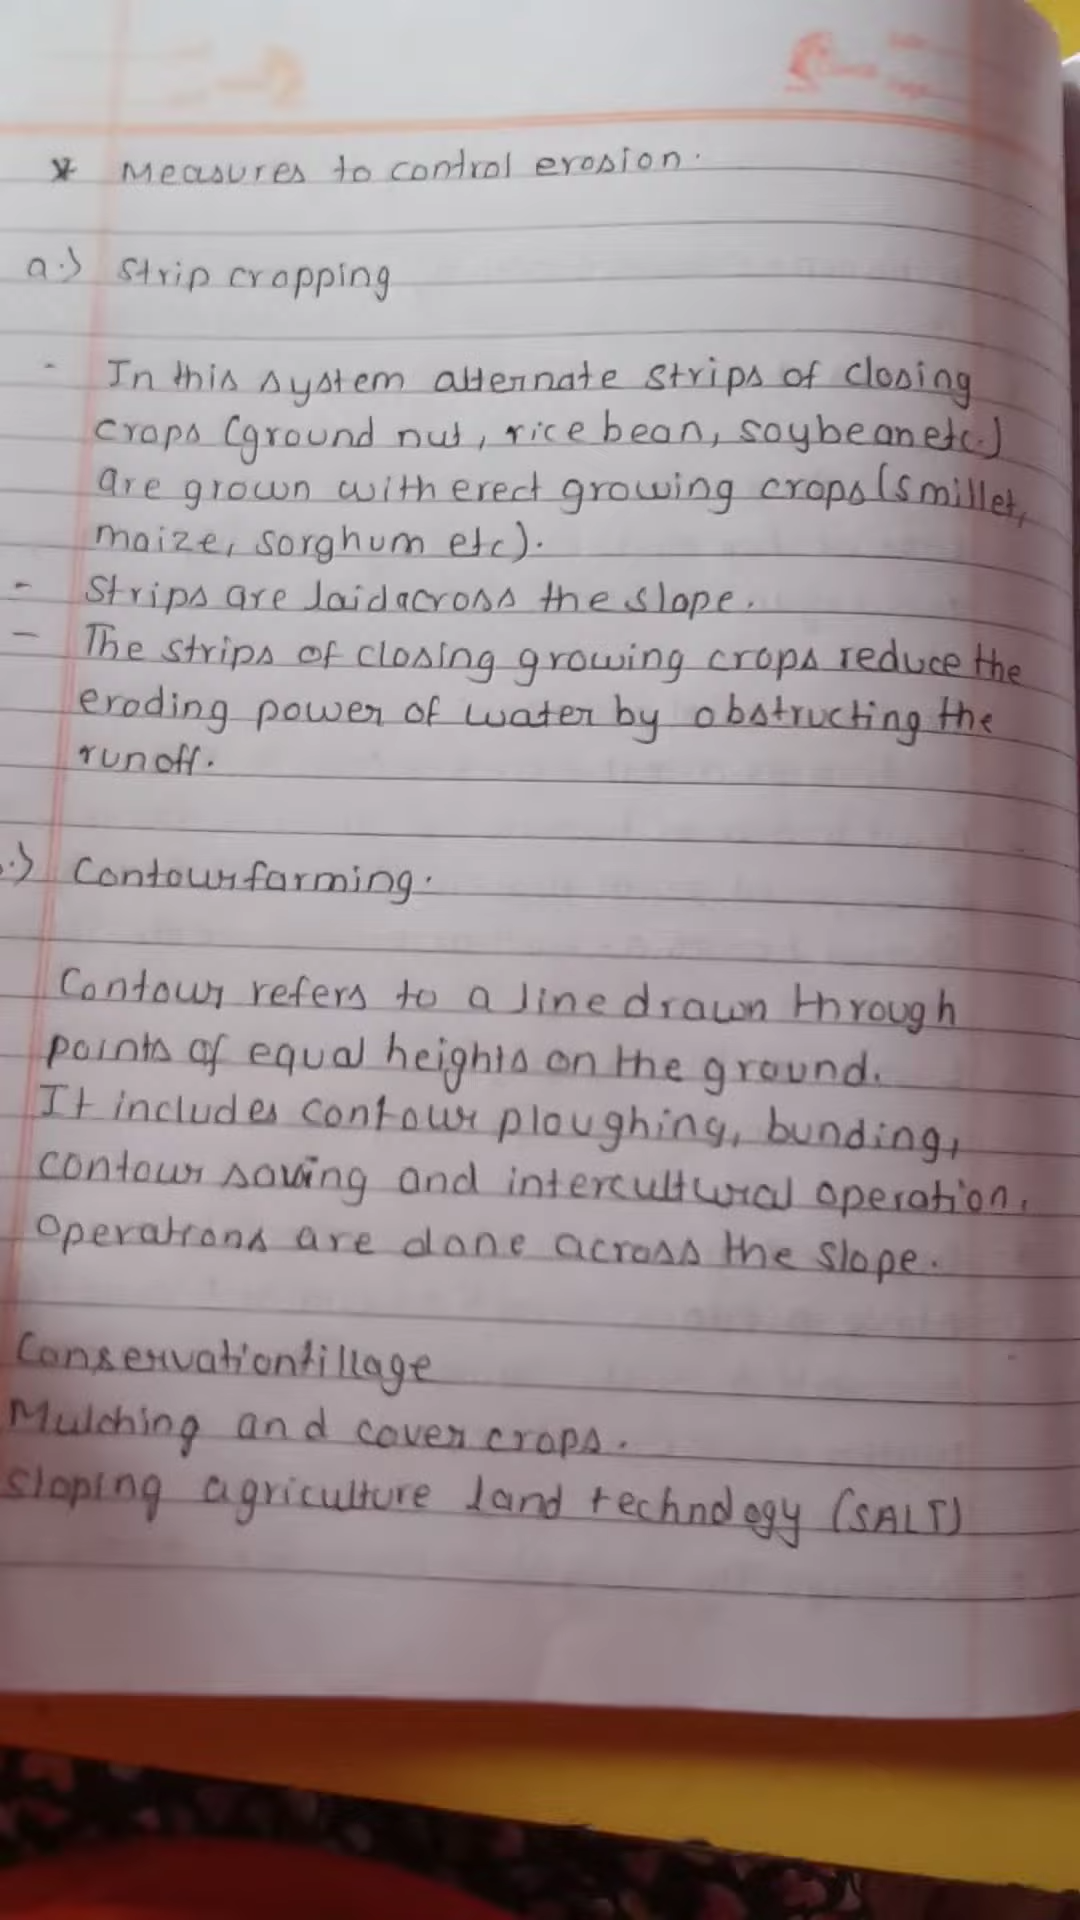 * Measures to control erosion.
a.) Strip cropping
- In this system alternate strips of closing
crops (ground nut, rice bean, soybean etc.)
are grown with erect growing crops (s millet,
maize, sorghum etc).
- Strips are laid across the slope.
- The strips of closing growing crops reduce the
eroding power of water by obstructing the
runoff.
.) Contour farming.
Contour refers to a line drawn through
points of equal heights on the ground.
It includes contour ploughing, bunding,
contour soving and intercultural operation.
Operations are done across the slope.
Conservation tillage
Mulching and cover crops.
Sloping agriculture land technology (SALT)